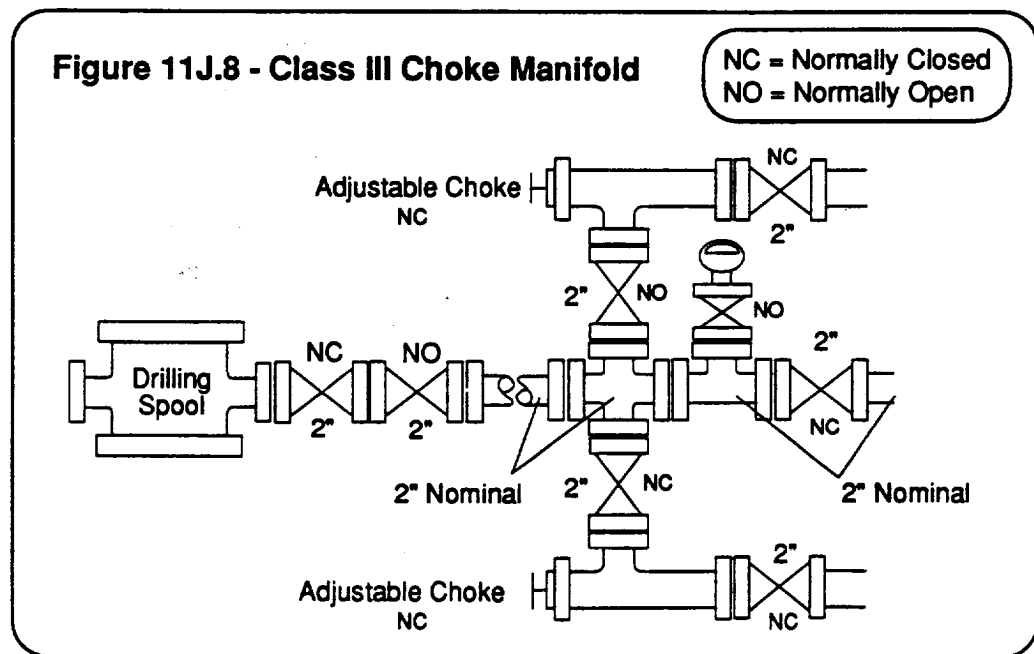 Figure 11J.8 - Class III Choke Manifold
NC = Normally Closed
NO = Normally Open
Adjustable Choke
NC
NC
2"
2"
NO
NO
Drilling
Spool
NC
NO
2"
2"
2"
NC
2" Nominal
2"
NC
2" Nominal
Adjustable Choke
NC
2"
NC